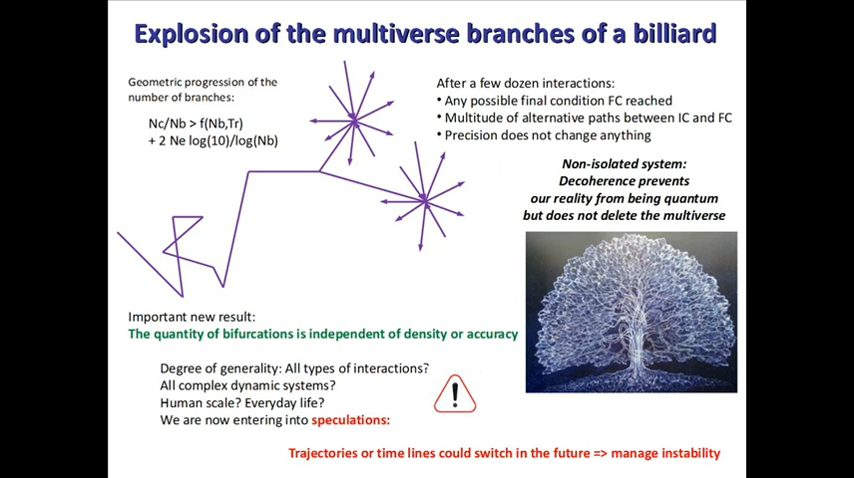 Explosion of the multiverse branches of a billiard
Geometric progression of the
number of branches:
Nc/Nb > f(Nb,Tr)
+ 2 Ne log(10)/log(Nb)
After a few dozen interactions:
• Any possible final condition FC reached
• Multitude of alternative paths between IC and FC
• Precision does not change anything
Non-isolated system:
Decoherence prevents
our reality from being quantum
but does not delete the multiverse
Important new result:
The quantity of bifurcations is independent of density or accuracy
Degree of generality: All types of interactions?
All complex dynamic systems?
Human scale? Everyday life?
We are now entering into speculations:
!
Trajectories or time lines could switch in the future => manage instability